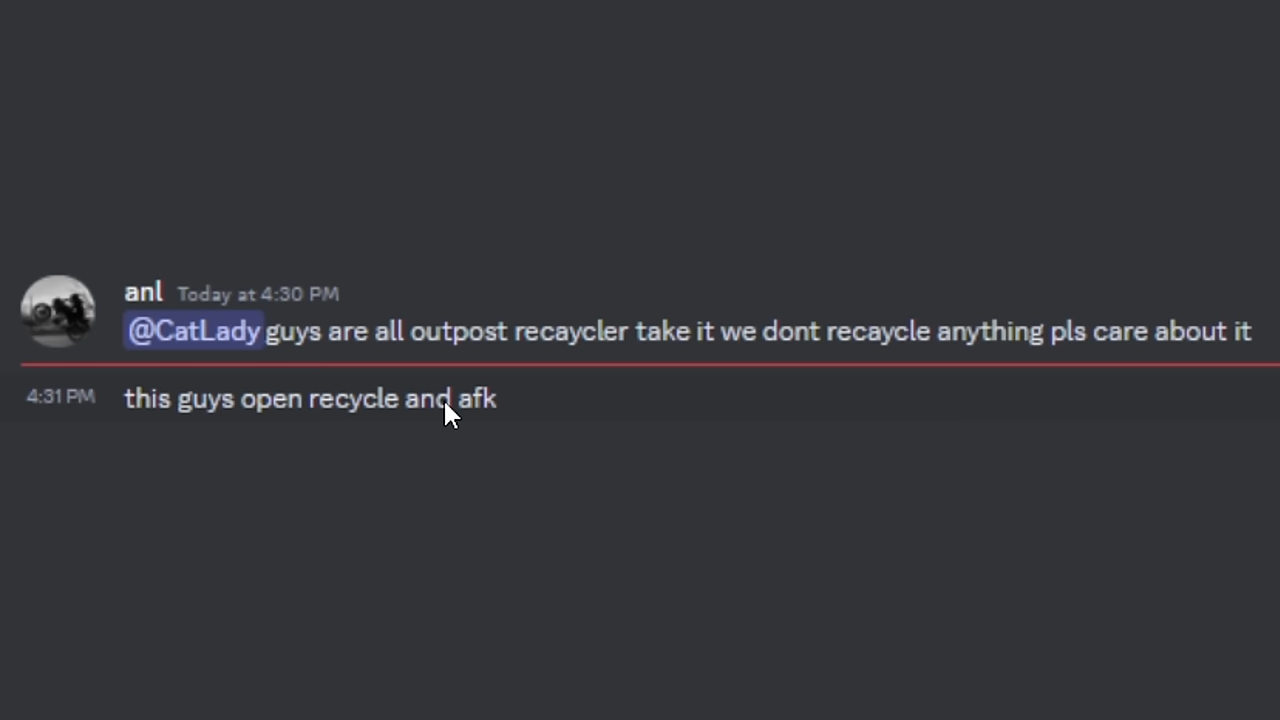 anl Today at 4:30 PM
@CatLady guys are all outpost recaycler take it we dont recaycle anything pls care about it
4:31 PM this guys open recycle and afk